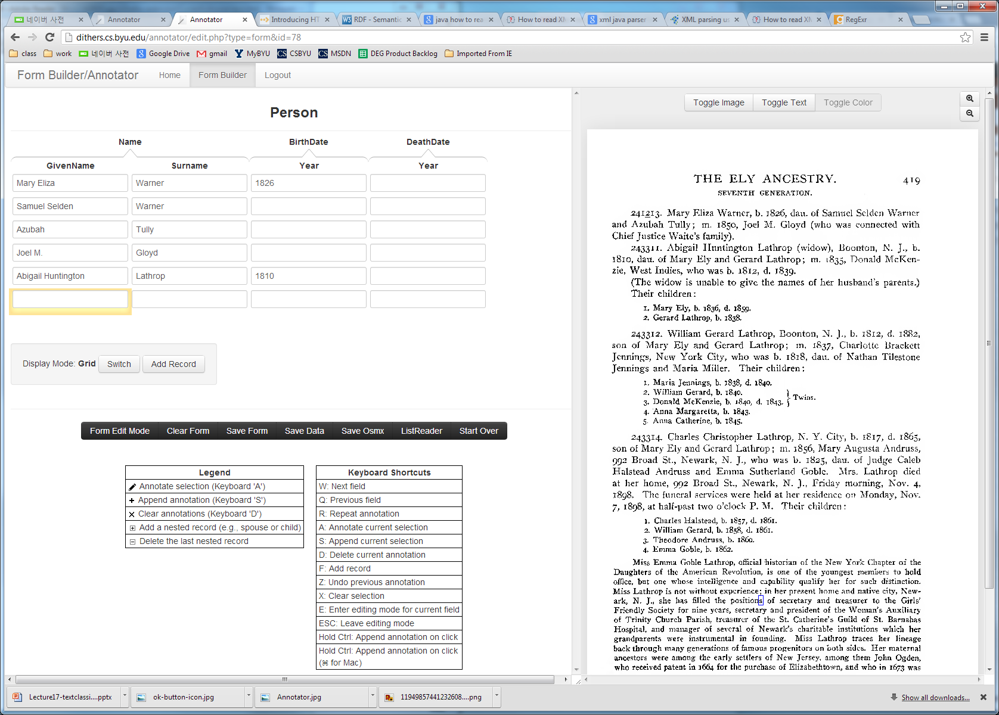 네이버 사전
Annotator
Annotator
Introducing HT
RDF - Semantic
java how to rea
How to read XM
xml java parser
XML parsing us
How to read XM
RegExr
dithers.cs.byu.edu/annotator/edit.php?type=form&id=78
class
work
네이버 사전
Google Drive
gmail
MyBYU
CSBYU
MSDN
DEG Product Backlog
Imported From IE
Form Builder/Annotator
Home
Form Builder
Logout
Person
Name BirthDate DeathDate
GivenName Surname Year Year
Mary Eliza Warner 1826
Samuel Selden Warner
Azubah Tully
Joel M. Gloyd
Abigail Huntington Lathrop 1810
Display Mode: Grid Switch Add Record
Form Edit Mode Clear Form Save Form Save Data Save Osmx ListReader Start Over
Legend
Annotate selection (Keyboard 'A')
Append annotation (Keyboard 'S')
Clear annotations (Keyboard 'D')
Add a nested record (e.g., spouse or child)
Delete the last nested record
Keyboard Shortcuts
W: Next field
Q: Previous field
R: Repeat annotation
A: Annotate current selection
S: Append current selection
D: Delete current annotation
F: Add record
Z: Undo previous annotation
X: Clear selection
E: Enter editing mode for current field
ESC: Leave editing mode
Hold Ctrl: Append annotation on click
Hold Ctrl: Append annotation on click
(⌘ for Mac)
Toggle Image Toggle Text Toggle Color
THE ELY ANCESTRY. 419
SEVENTH GENERATION.
241213. Mary Eliza Warner, b. 1826, dau. of Samuel Selden Warner
and Azubah Tully; m. 1850, Joel M. Gloyd (who was connected with
Chief Justice Waite's family).
243311. Abigail Huntington Lathrop (widow), Boonton, N. J., b.
1810, dau. of Mary Ely and Gerard Lathrop; m. 1835, Donald McKen-
zie, West Indies, who was b. 1812, d. 1839.
(The widow is unable to give the names of her husband's parents.)
Their children:
1. Mary Ely, b. 1836, d. 1859.
2. Gerard Lathrop, b. 1838.
243312. William Gerard Lathrop, Boonton, N. J., b. 1812, d. 1882,
son of Mary Ely and Gerard Lathrop; m. 1837, Charlotte Brackett
Jennings, New York City, who was b. 1818, dau. of Nathan Tilestone
Jennings and Maria Miller. Their children:
1. Maria Jennings, b. 1838, d. 1840.
2. William Gerard, b. 1840.
3. Donald McKenzie, b. 1840, d. 1843. } Twins.
4. Anna Margaretta, b. 1843.
5. Anna Catherine, b. 1845.
243314. Charles Christopher Lathrop, N. Y. City, b. 1817, d. 1865,
son of Mary Ely and Gerard Lathrop; m. 1856, Mary Augusta Andruss,
992 Broad St., Newark, N. J., who was b. 1825, dau. of Judge Caleb
Halstead Andruss and Emma Sutherland Goble. Mrs. Lathrop died
at her home, 992 Broad St., Newark, N. J., Friday morning, Nov. 4,
1898. The funeral services were held at her residence on Monday, Nov.
7, 1898, at half-past two o'clock P. M. Their children:
1. Charles Halstead, b. 1857, d. 1861.
2. William Gerard, b. 1858, d. 1861.
3. Theodore Andruss, b. 1860.
4. Emma Goble, b. 1862.
Miss Emma Goble Lathrop, official historian of the New York Chapter of the
Daughters of the American Revolution, is one of the youngest members to hold
office, but one whose intelligence and capability qualify her for such distinction.
Miss Lathrop is not without experience; in her present home and native city, New-
ark, N. J., she has filled the positions of secretary and treasurer to the Girls'
Friendly Society for nine years, secretary and president of the Woman's Auxiliary
of Trinity Church Parish, treasurer of the St. Catherine's Guild of St. Barnabas
Hospital, and manager of several of Newark's charitable institutions which her
grandparents were instrumental in founding. Miss Lathrop traces her lineage
back through many generations of famous progenitors on both sides. Her maternal
ancestors were among the early settlers of New Jersey, among them John Ogden,
who received patent in 1664 for the purchase of Elizabethtown, and who in 1673 was
Lecture17-textclassi....pptx
ok-button-icon.jpg
Annotator.jpg
11949857441232608....png
Show all downloads...